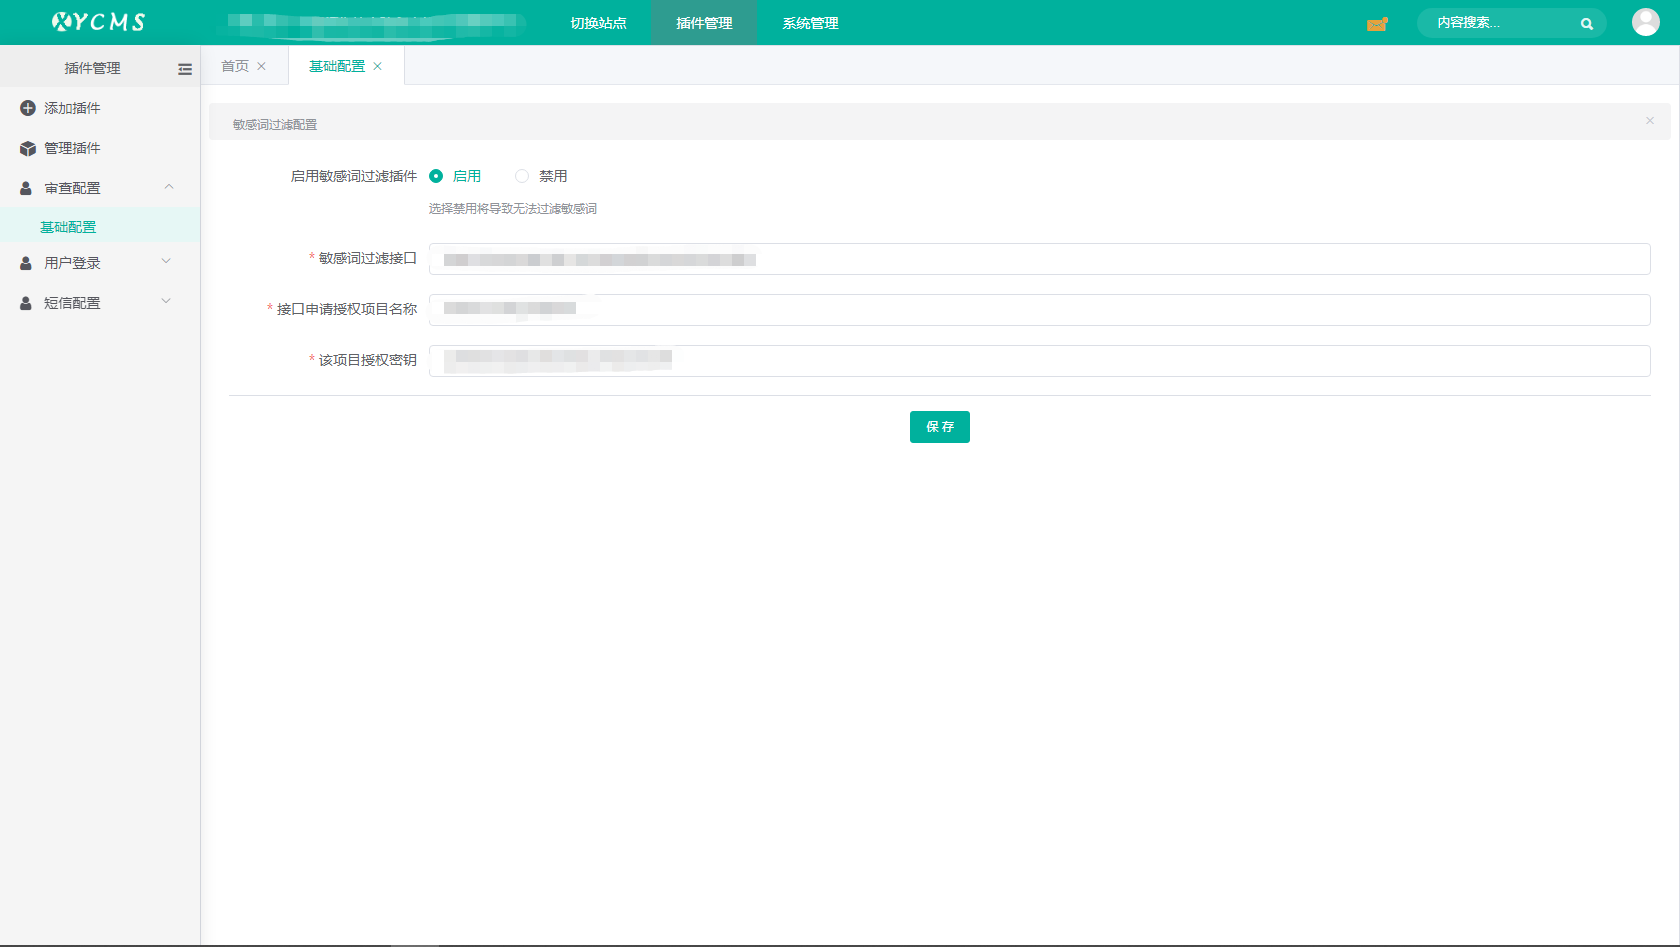 XYCMS
切换站点
插件管理
系统管理
内容搜索...
插件管理
首页
基础配置
添加插件
管理插件
审查配置
基础配置
用户登录
短信配置
敏感词过滤配置
启用敏感词过滤插件 启用 禁用
选择禁用将导致无法过滤敏感词
* 敏感词过滤接口
* 接口申请授权项目名称
* 该项目授权密钥
保存